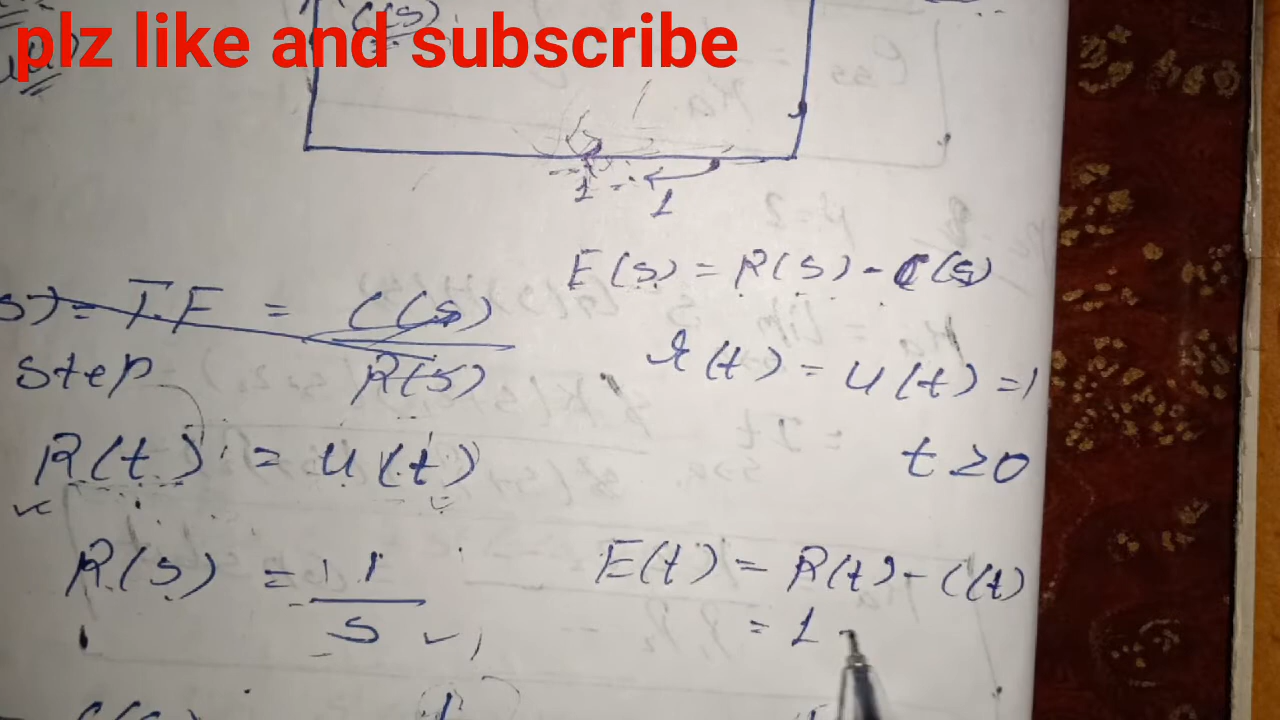 plz like and subscribe
(s)
1
1
E(s) = R(s) - C(s)
s) = T.F = C(s)
R(s)
r(t) = u(t) = 1
step
R(t) = u(t)
t ≥ 0
R(s) = 1
s
E(t) = R(t) - C(t)
= 1